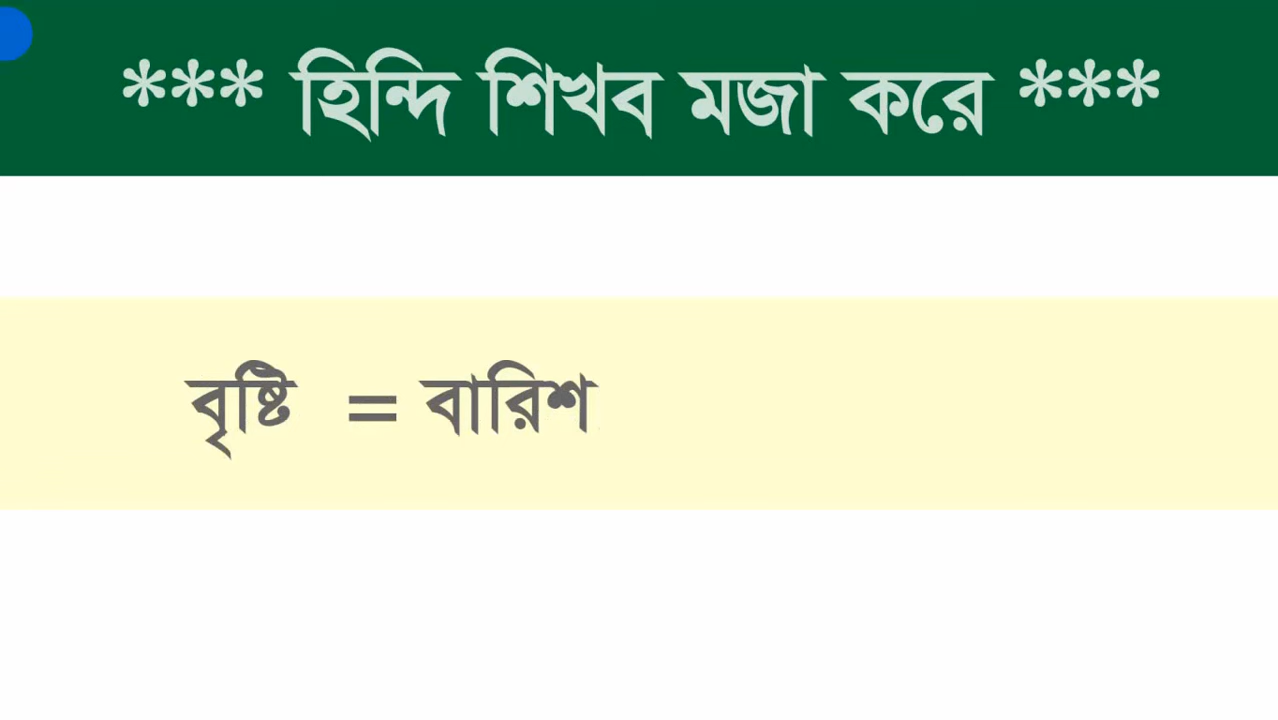 *** হিন্দি শিখব মজা করে ***
বৃষ্টি = বারিশ